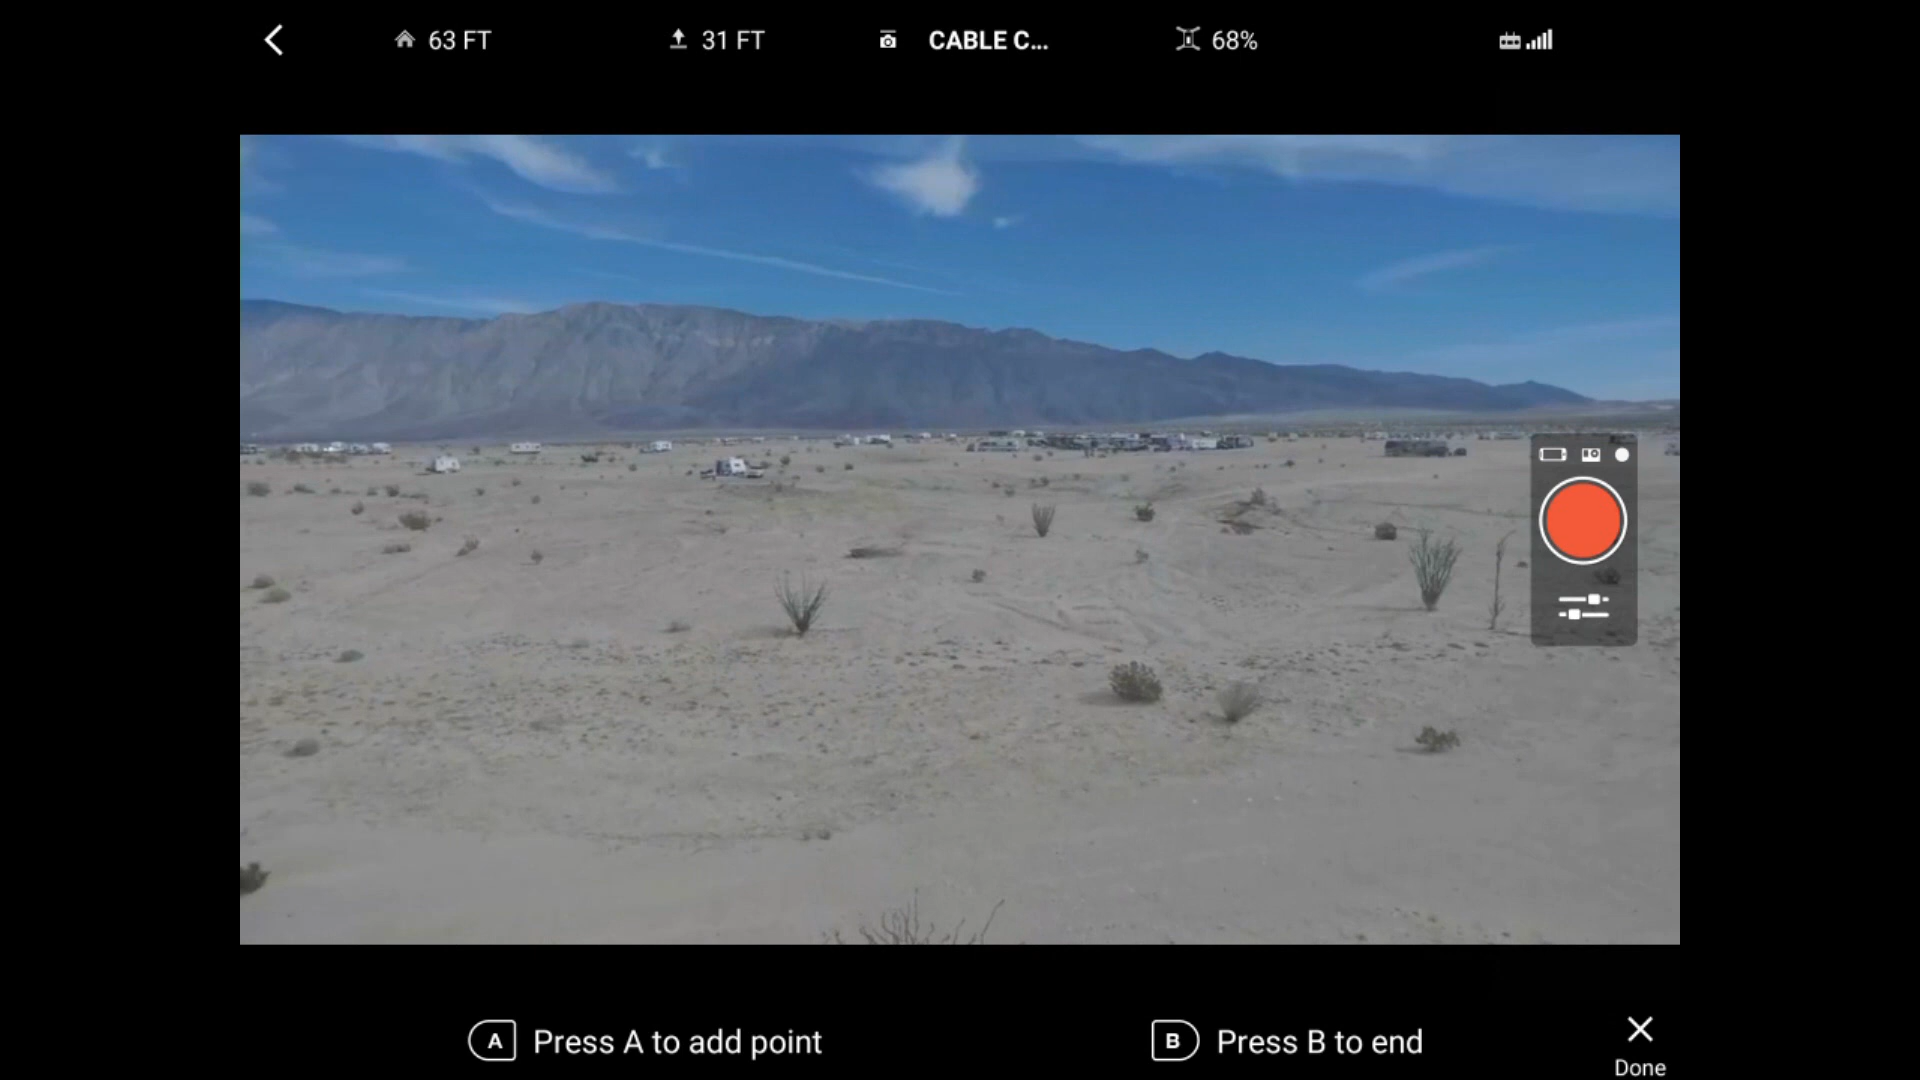 63 FT
31 FT
CABLE C...
68%
A Press A to add point
B Press B to end
Done